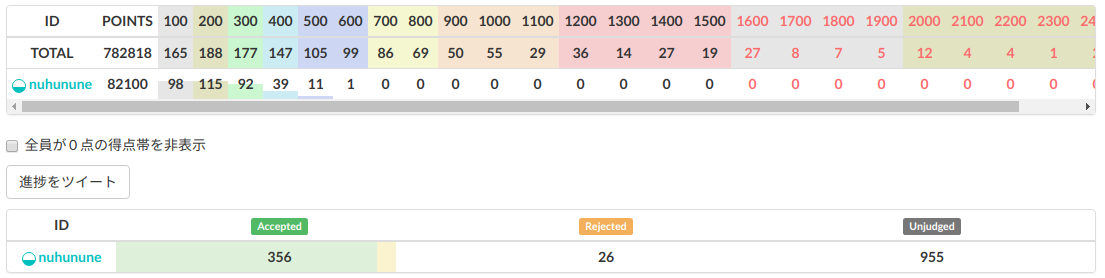 ID POINTS 100 200 300 400 500 600 700 800 900 1000 1100 1200 1300 1400 1500 1600 1700 1800 1900 2000 2100 2200 2300
TOTAL 782818 165 188 177 147 105 99 86 69 50 55 29 36 14 27 19 27 8 7 5 12 4 4 1
nuhunune 82100 98 115 92 39 11 1 0 0 0 0 0 0 0 0 0 0 0 0 0 0 0 0 0
全員が0点の得点帯を非表示
進捗をツイート
ID Accepted Rejected Unjudged
nuhunune 356 26 955